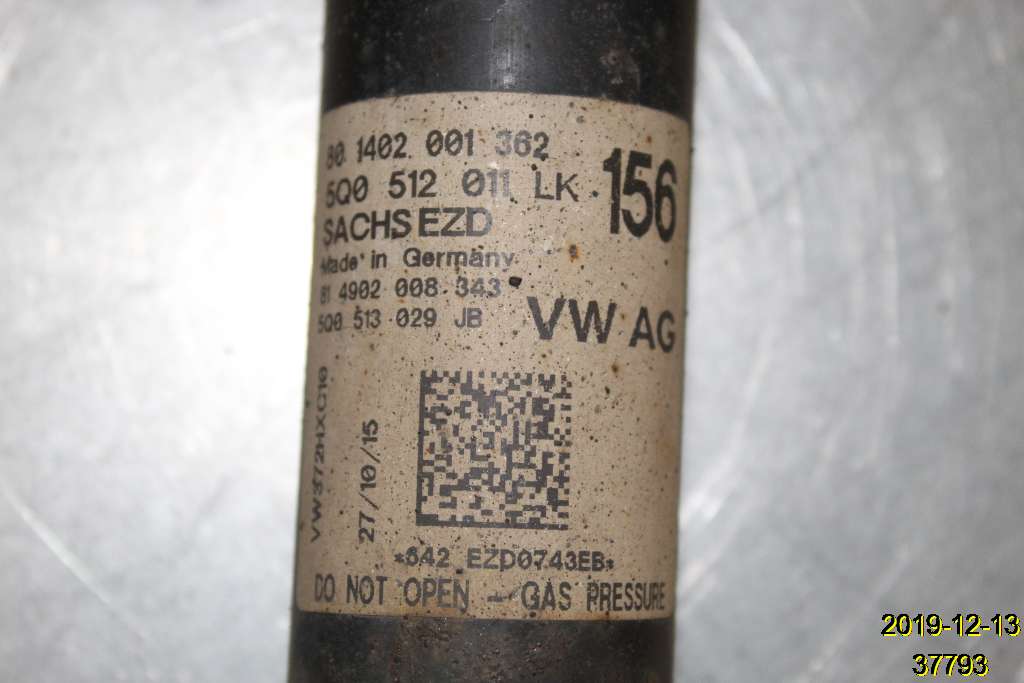 80 1402 001 362
5Q0 512 011 LK
156
SACHS EZD
Made in Germany
81 4902 008 343
5Q0 513 029 JB
VW AG
27/10/15
*642 EZD0743EB*
DO NOT OPEN - GAS PRESSURE
2019-12-13
37793